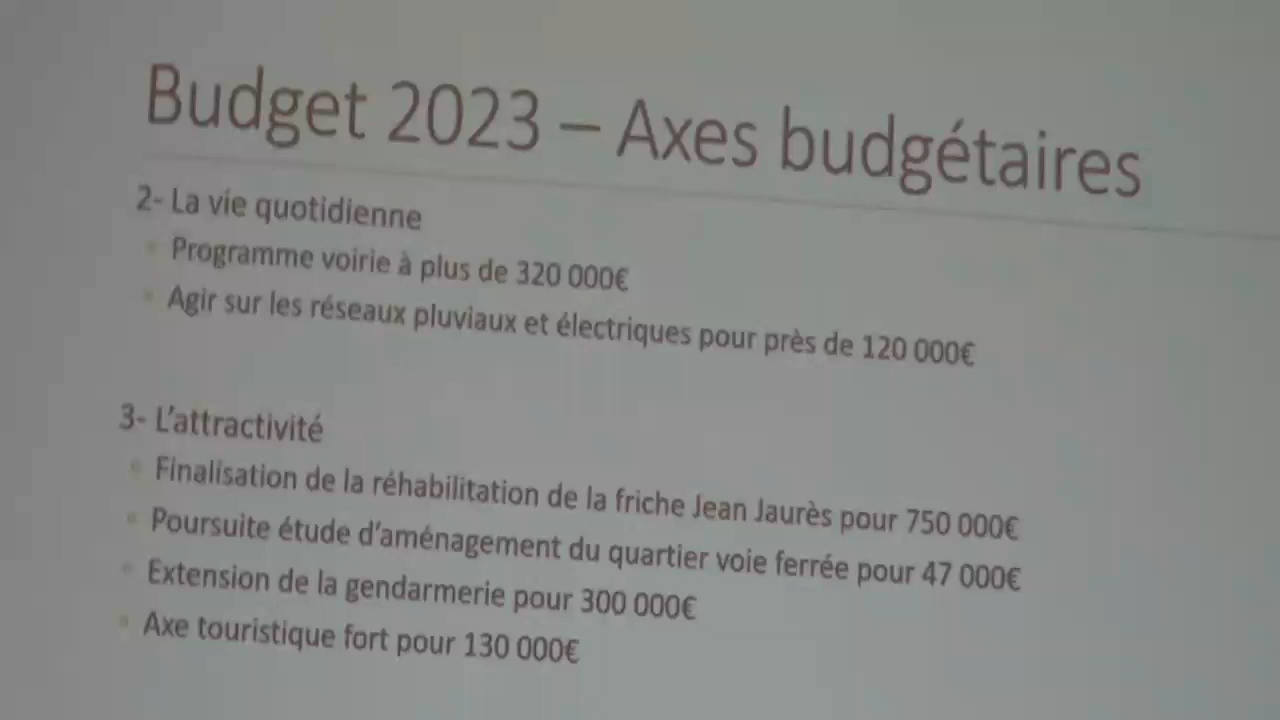 Budget 2023 – Axes budgétaires
2- La vie quotidienne
Programme voirie à plus de 320 000€
Agir sur les réseaux pluviaux et électriques pour près de 120 000€
3- L'attractivité
Finalisation de la réhabilitation de la friche Jean Jaurès pour 750 000€
Poursuite étude d'aménagement du quartier voie ferrée pour 47 000€
Extension de la gendarmerie pour 300 000€
Axe touristique fort pour 130 000€